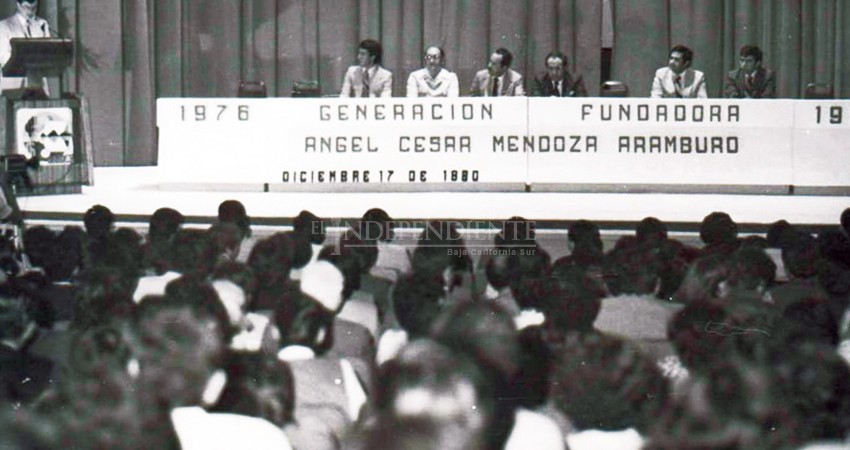 1976 GENERACION FUNDADORA 19
ANGEL CESAR MENDOZA ARAMBURO
DICIEMBRE 17 DE 1980
EL INDEPENDIENTE
Baja California Sur